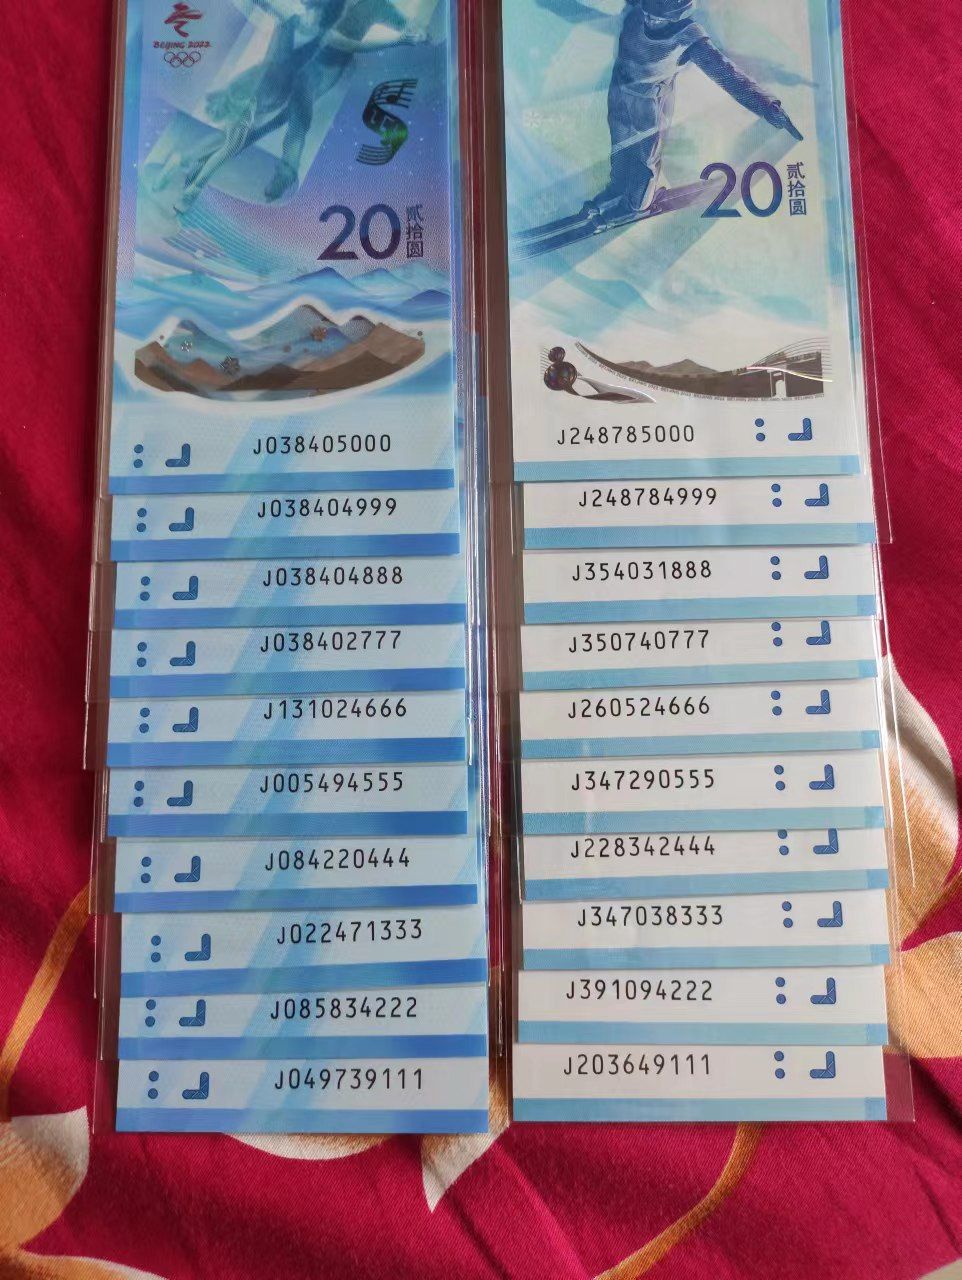 BEIJING 2022
20
贰拾圆
J038405000
J038404999
J038404888
J038402777
J131024666
J005494555
J084220444
J022471333
J085834222
J049739111
20
贰拾圆
J248785000
J248784999
J354031888
J350740777
J260524666
J347290555
J228342444
J347038333
J391094222
J203649111